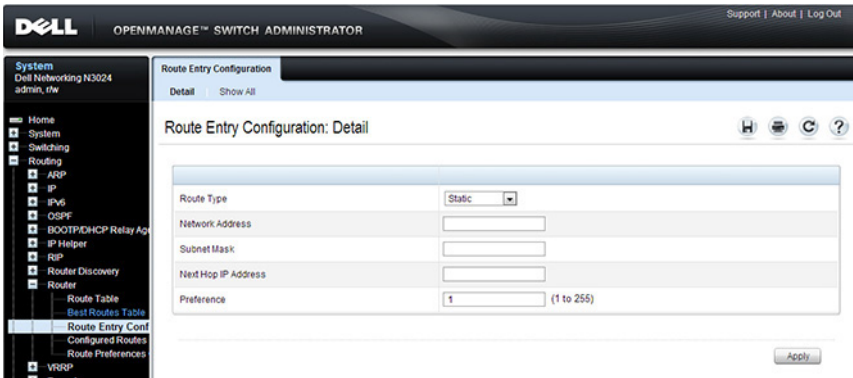 Support | About | Log Out
DELL OPENMANAGE™ SWITCH ADMINISTRATOR
System
Dell Networking N3024
admin, r/w
Home
System
Switching
Routing
ARP
IP
IPv6
OSPF
BOOTP/DHCP Relay Age
IP Helper
RIP
Router Discovery
Router
Route Table
Best Routes Table
Route Entry Conf
Configured Routes
Route Preferences
VRRP
Route Entry Configuration
Detail Show All
Route Entry Configuration: Detail
Route Type Static
Network Address
Subnet Mask
Next Hop IP Address
Preference 1 (1 to 255)
Apply